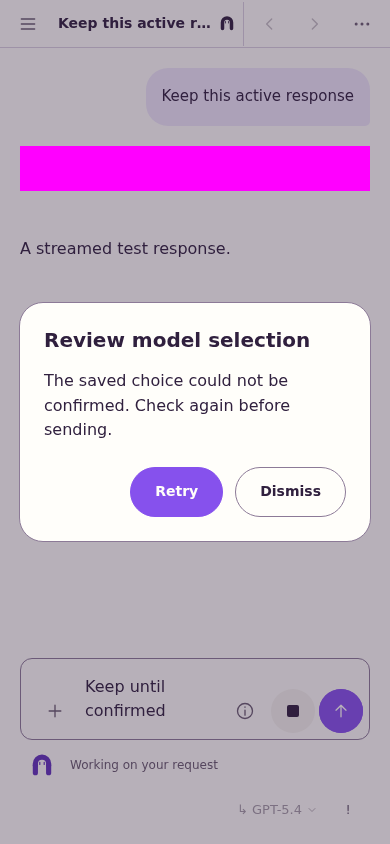 Keep this active r...
Keep this active response
A streamed test response.
Review model selection
The saved choice could not be
confirmed. Check again before
sending.
Retry
Dismiss
Keep until
confirmed
Working on your request
↳ GPT-5.4
!